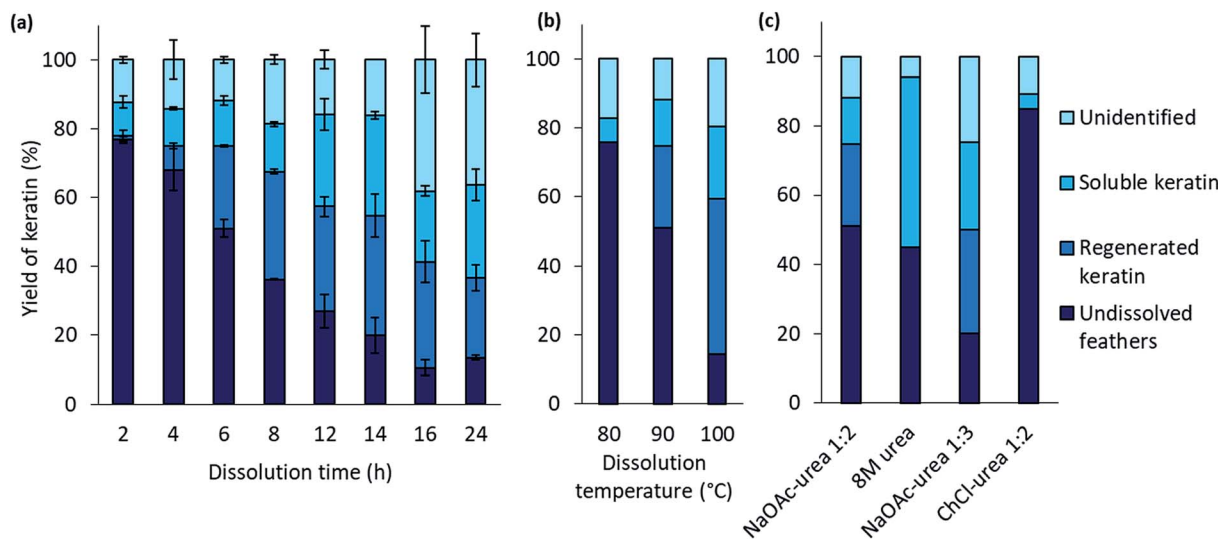 (a)
Yield of keratin (%)
100
80
60
40
20
0
2 4 6 8 12 14 16 24
Dissolution time (h)
(b)
100
80
60
40
20
0
80 90 100
Dissolution
temperature (°C)
(c)
100
80
60
40
20
0
NaOAc-urea 1:2
8M urea
NaOAc-urea 1:3
ChCl-urea 1:2
Unidentified
Soluble keratin
Regenerated
keratin
Undissolved
feathers